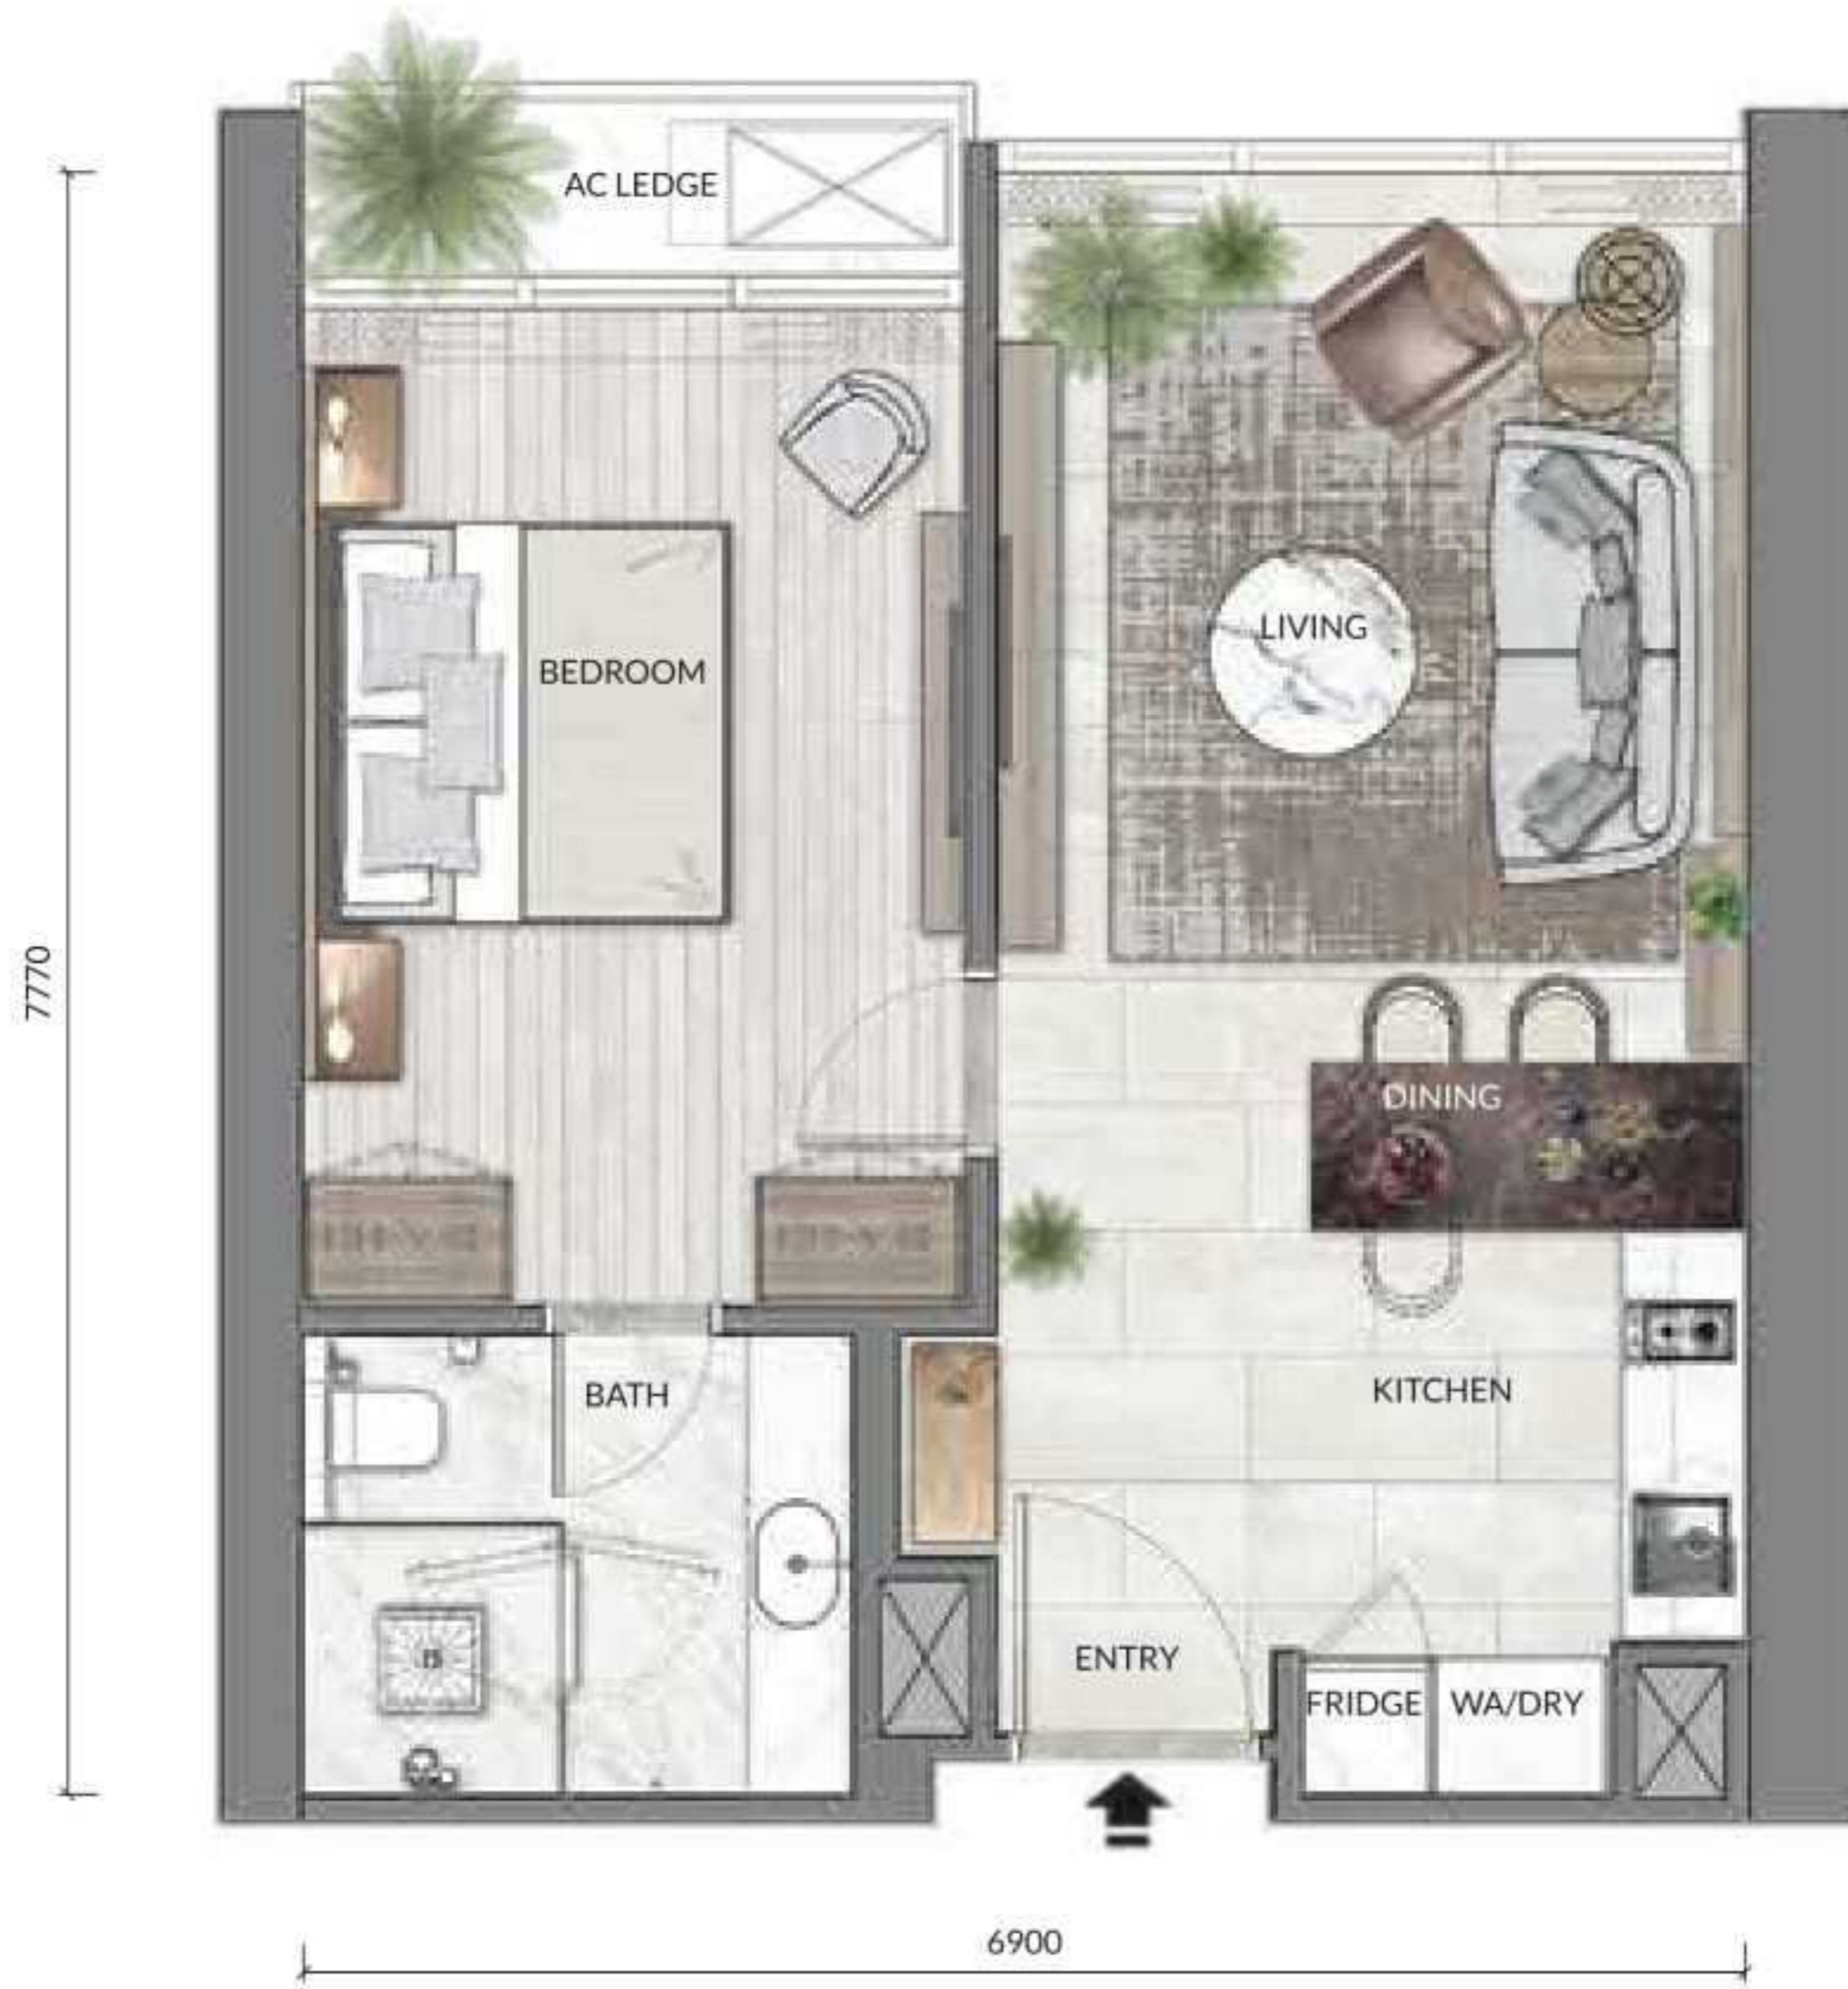 AC LEDGE
LIVING
BEDROOM
7770
DINING
KITCHEN
BATH
ENTRY
FRIDGE
WA/DRY
6900